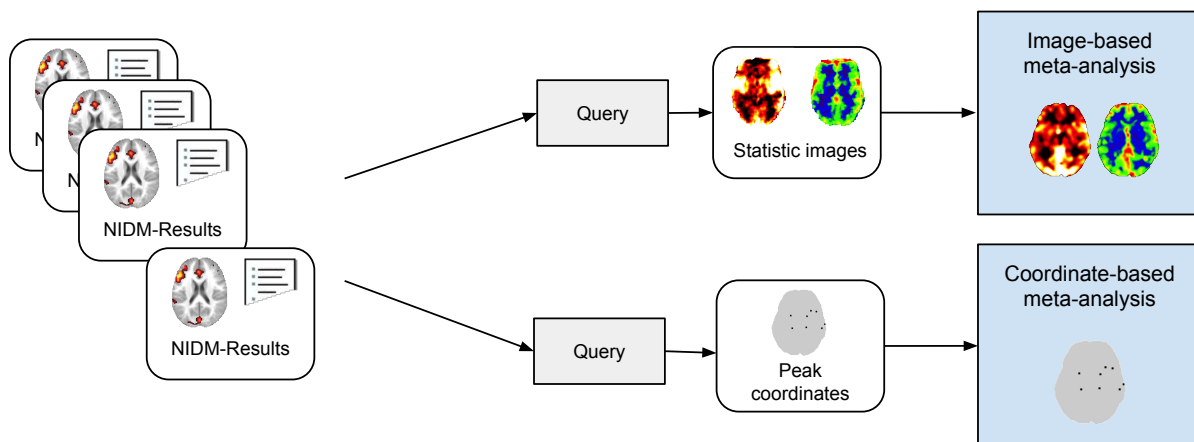 N
N
NIDM-Results
NIDM-Results
Query
Statistic images
Image-based
meta-analysis
Query
Peak
coordinates
Coordinate-based
meta-analysis